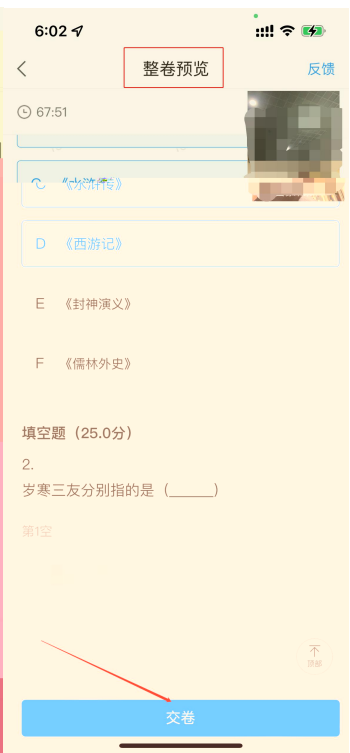 6:02
整卷预览
反馈
67:51
C 《水浒传》
D 《西游记》
E 《封神演义》
F 《儒林外史》
填空题（25.0分）
2.
岁寒三友分别指的是（_____）
第1空
顶部
交卷